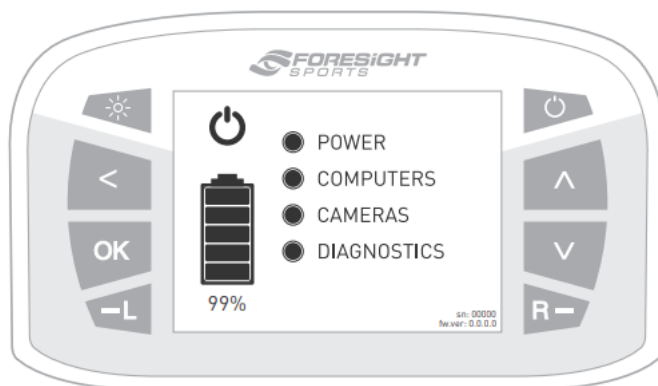 FORESiGHT
SPORTS
POWER
<
COMPUTERS
CAMERAS
OK
DIAGNOSTICS
99%
–L
sn: 00000
fw.ver: 0.0.0.0
R–